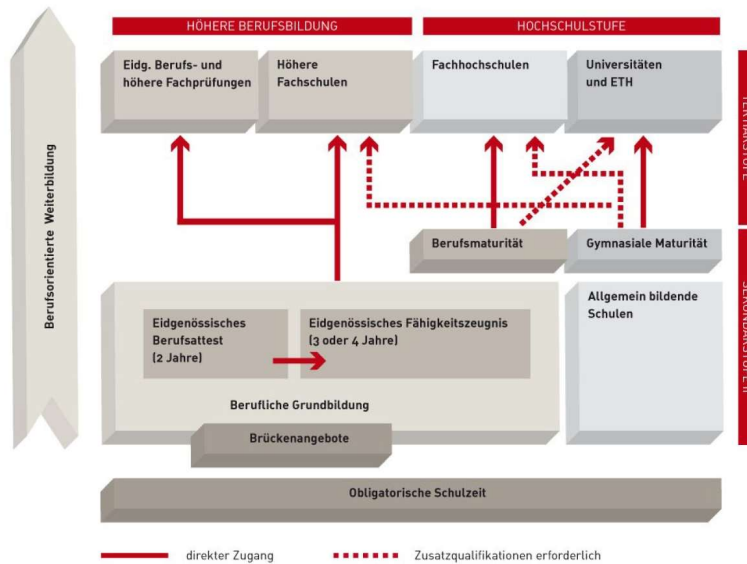 HÖHERE BERUFSBILDUNG
HOCHSCHULSTUFE
Eidg. Berufs- und
höhere Fachprüfungen
Höhere
Fachschulen
Fachhochschulen
Universitäten
und ETH
Berufsorientierte Weiterbildung
Berufsmaturität
Gymnasiale Maturität
Eidgenössisches
Berufsattest
(2 Jahre)
Eidgenössisches Fähigkeitszeugnis
(3 oder 4 Jahre)
Allgemein bildende
Schulen
Berufliche Grundbildung
Brückenangebote
Obligatorische Schulzeit
direkter Zugang
Zusatzqualifikationen erforderlich